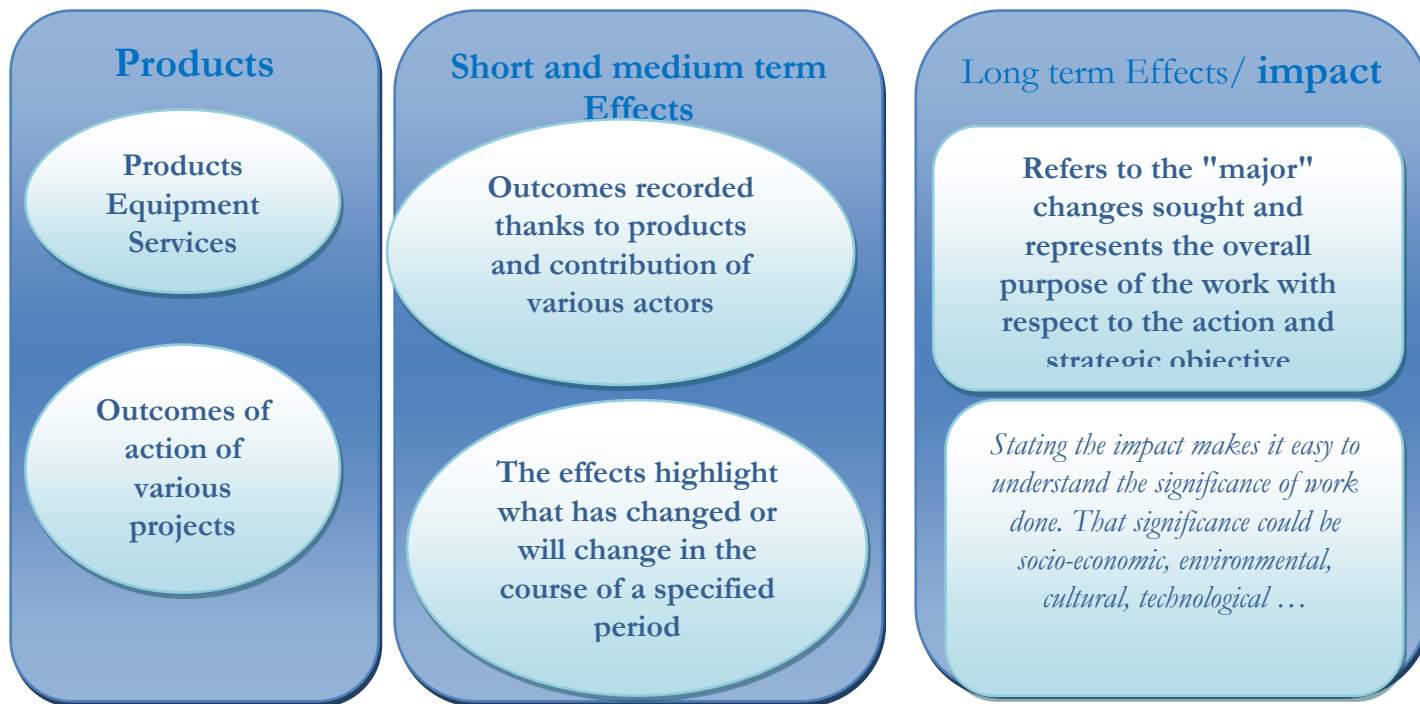 Products
Products
Equipment
Services
Outcomes of
action of
various
projects
Short and medium term
Effects
Outcomes recorded
thanks to products
and contribution of
various actors
The effects highlight
what has changed or
will change in the
course of a specified
period
Long term Effects/ impact
Refers to the "major"
changes sought and
represents the overall
purpose of the work with
respect to the action and
strategic objective
Stating the impact makes it easy to
understand the significance of work
done. That significance could be
socio-economic, environmental,
cultural, technological …